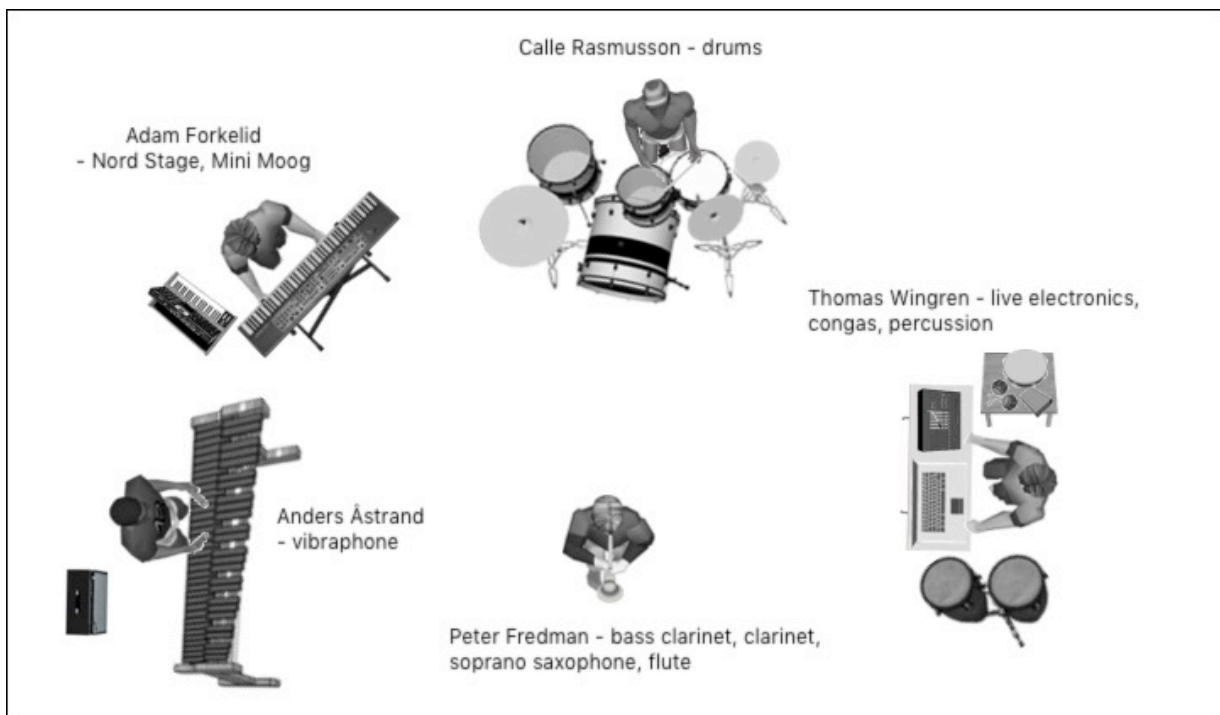 Calle Rasmusson - drums
Adam Forkelid
- Nord Stage, Mini Moog
Thomas Wingren - live electronics,
congas, percussion
Anders Åstrand
- vibraphone
Peter Fredman - bass clarinet, clarinet,
soprano saxophone, flute